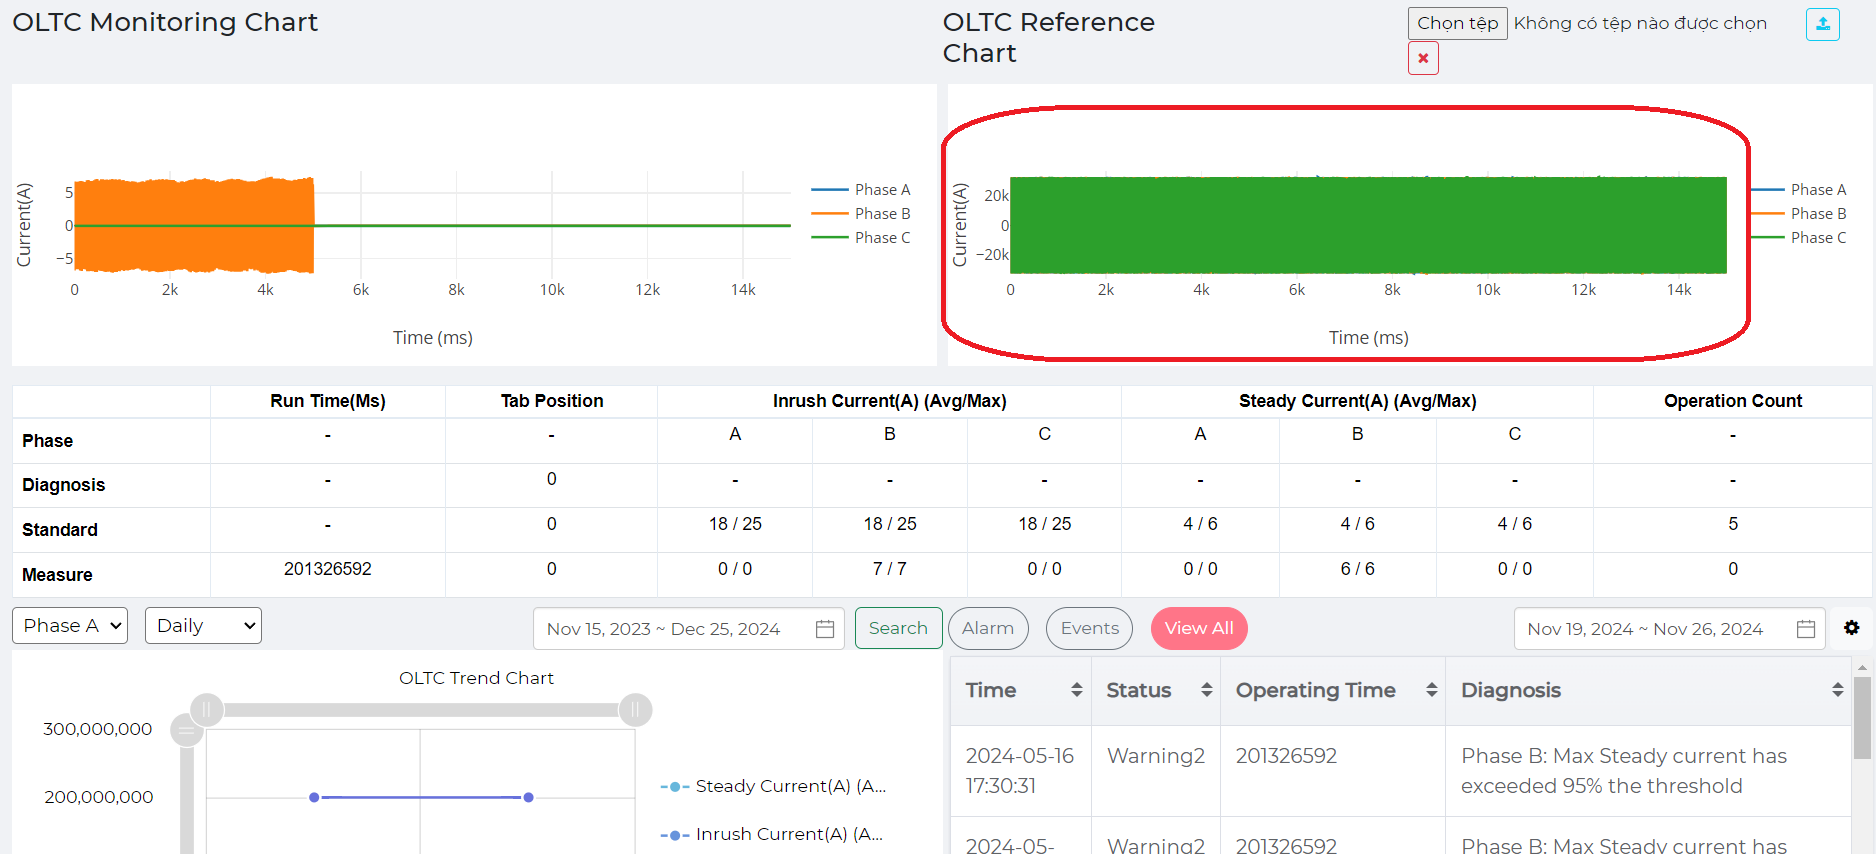 OLTC Monitoring Chart
OLTC Reference
Chart
Chọn tệp Không có tệp nào được chọn
Current(A)
5
0
−5
0 2k 4k 6k 8k 10k 12k 14k
Time (ms)
Phase A
Phase B
Phase C
Current(A)
20k
0
−20k
0 2k 4k 6k 8k 10k 12k 14k
Time (ms)
Phase A
Phase B
Phase C
Run Time(Ms) Tab Position Inrush Current(A) (Avg/Max) Steady Current(A) (Avg/Max) Operation Count
Phase - - A B C A B C -
Diagnosis - 0 - - - - - - -
Standard - 0 18 / 25 18 / 25 18 / 25 4 / 6 4 / 6 4 / 6 5
Measure 201326592 0 0 / 0 7 / 7 0 / 0 0 / 0 6 / 6 0 / 0 0
Phase A Daily Nov 15, 2023 ~ Dec 25, 2024 Search Alarm Events View All Nov 19, 2024 ~ Nov 26, 2024
OLTC Trend Chart
300,000,000
200,000,000
Steady Current(A) (A...
Inrush Current(A) (A...
Time Status Operating Time Diagnosis
2024-05-16 Warning2 201326592 Phase B: Max Steady current has
17:30:31 exceeded 95% the threshold
2024-05- Warning2 201326592 Phase B: Max Steady current has